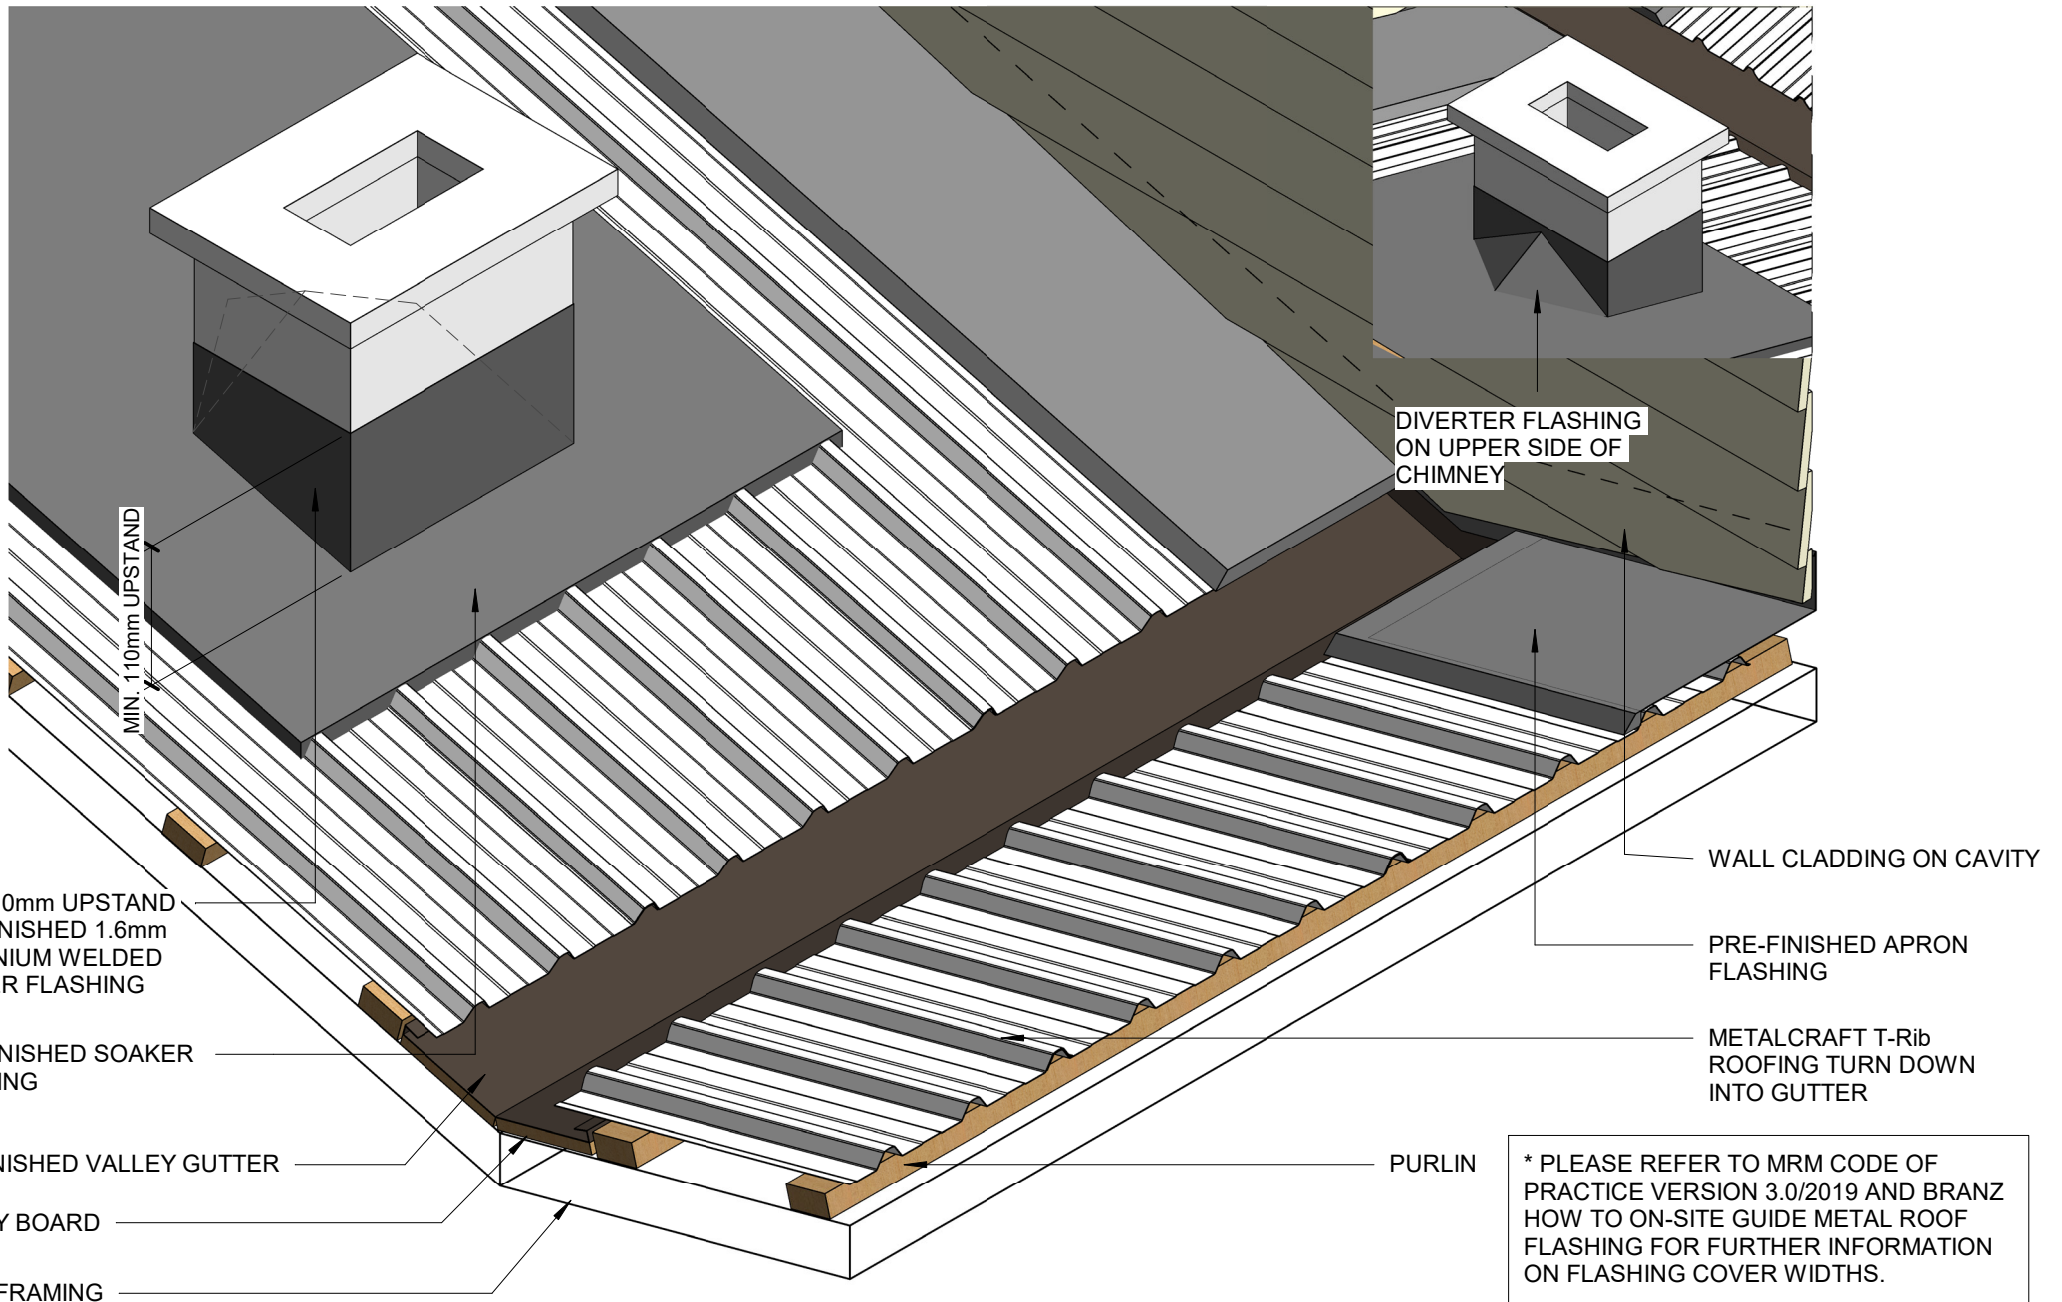 DIVERTER FLASHING
ON UPPER SIDE OF
CHIMNEY
MIN. 110mm UPSTAND
0mm UPSTAND
NISHED 1.6mm
NIUM WELDED
R FLASHING
NISHED SOAKER
ING
NISHED VALLEY GUTTER
Y BOARD
FRAMING
WALL CLADDING ON CAVITY
PRE-FINISHED APRON
FLASHING
METALCRAFT T-Rib
ROOFING TURN DOWN
INTO GUTTER
PURLIN
* PLEASE REFER TO MRM CODE OF
PRACTICE VERSION 3.0/2019 AND BRANZ
HOW TO ON-SITE GUIDE METAL ROOF
FLASHING FOR FURTHER INFORMATION
ON FLASHING COVER WIDTHS.